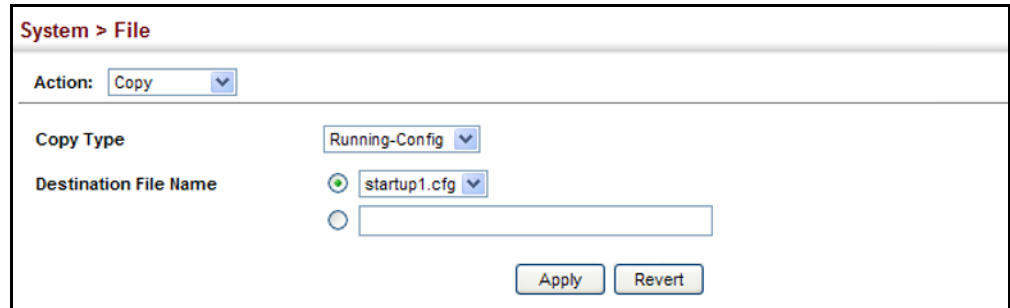 System > File
Action: Copy
Copy Type Running-Config
Destination File Name startup1.cfg
Apply Revert